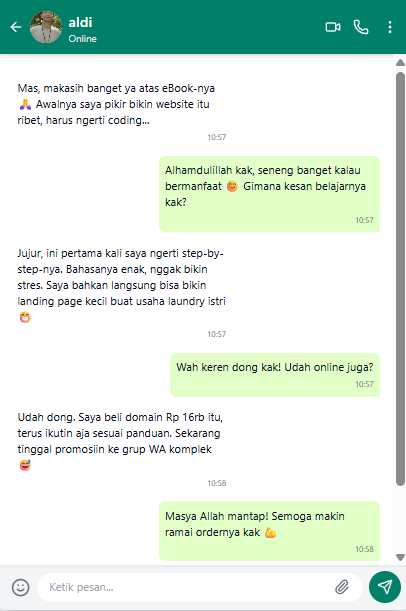 aldi
Online
Mas, makasih banget ya atas eBook-nya
🙏 Awalnya saya pikir bikin website itu
ribet, harus ngerti coding...
10:57
Alhamdulillah kak, seneng banget kalau
bermanfaat 😊 Gimana kesan belajarnya
kak?
10:57
Jujur, ini pertama kali saya ngerti step-by-
step-nya. Bahasanya enak, nggak bikin
stres. Saya bahkan langsung bisa bikin
landing page kecil buat usaha laundry istri
😁
10:57
Wah keren dong kak! Udah online juga?
10:57
Udah dong. Saya beli domain Rp 16rb itu,
terus ikutin aja sesuai panduan. Sekarang
tinggal promosiin ke grup WA komplek
😅
10:58
Masya Allah mantap! Semoga makin
ramai ordernya kak 💪
10:58
Ketik pesan...